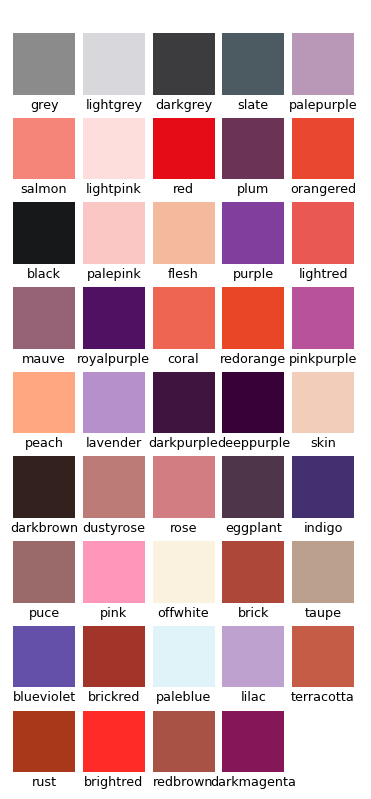 grey lightgrey darkgrey slate palepurple
salmon lightpink red plum orangered
black palepink flesh purple lightred
mauve royalpurple coral redorange pinkpurple
peach lavender darkpurple deeppurple skin
darkbrown dustyrose rose eggplant indigo
puce pink offwhite brick taupe
blueviolet brickred paleblue lilac terracotta
rust brightred redbrown darkmagenta